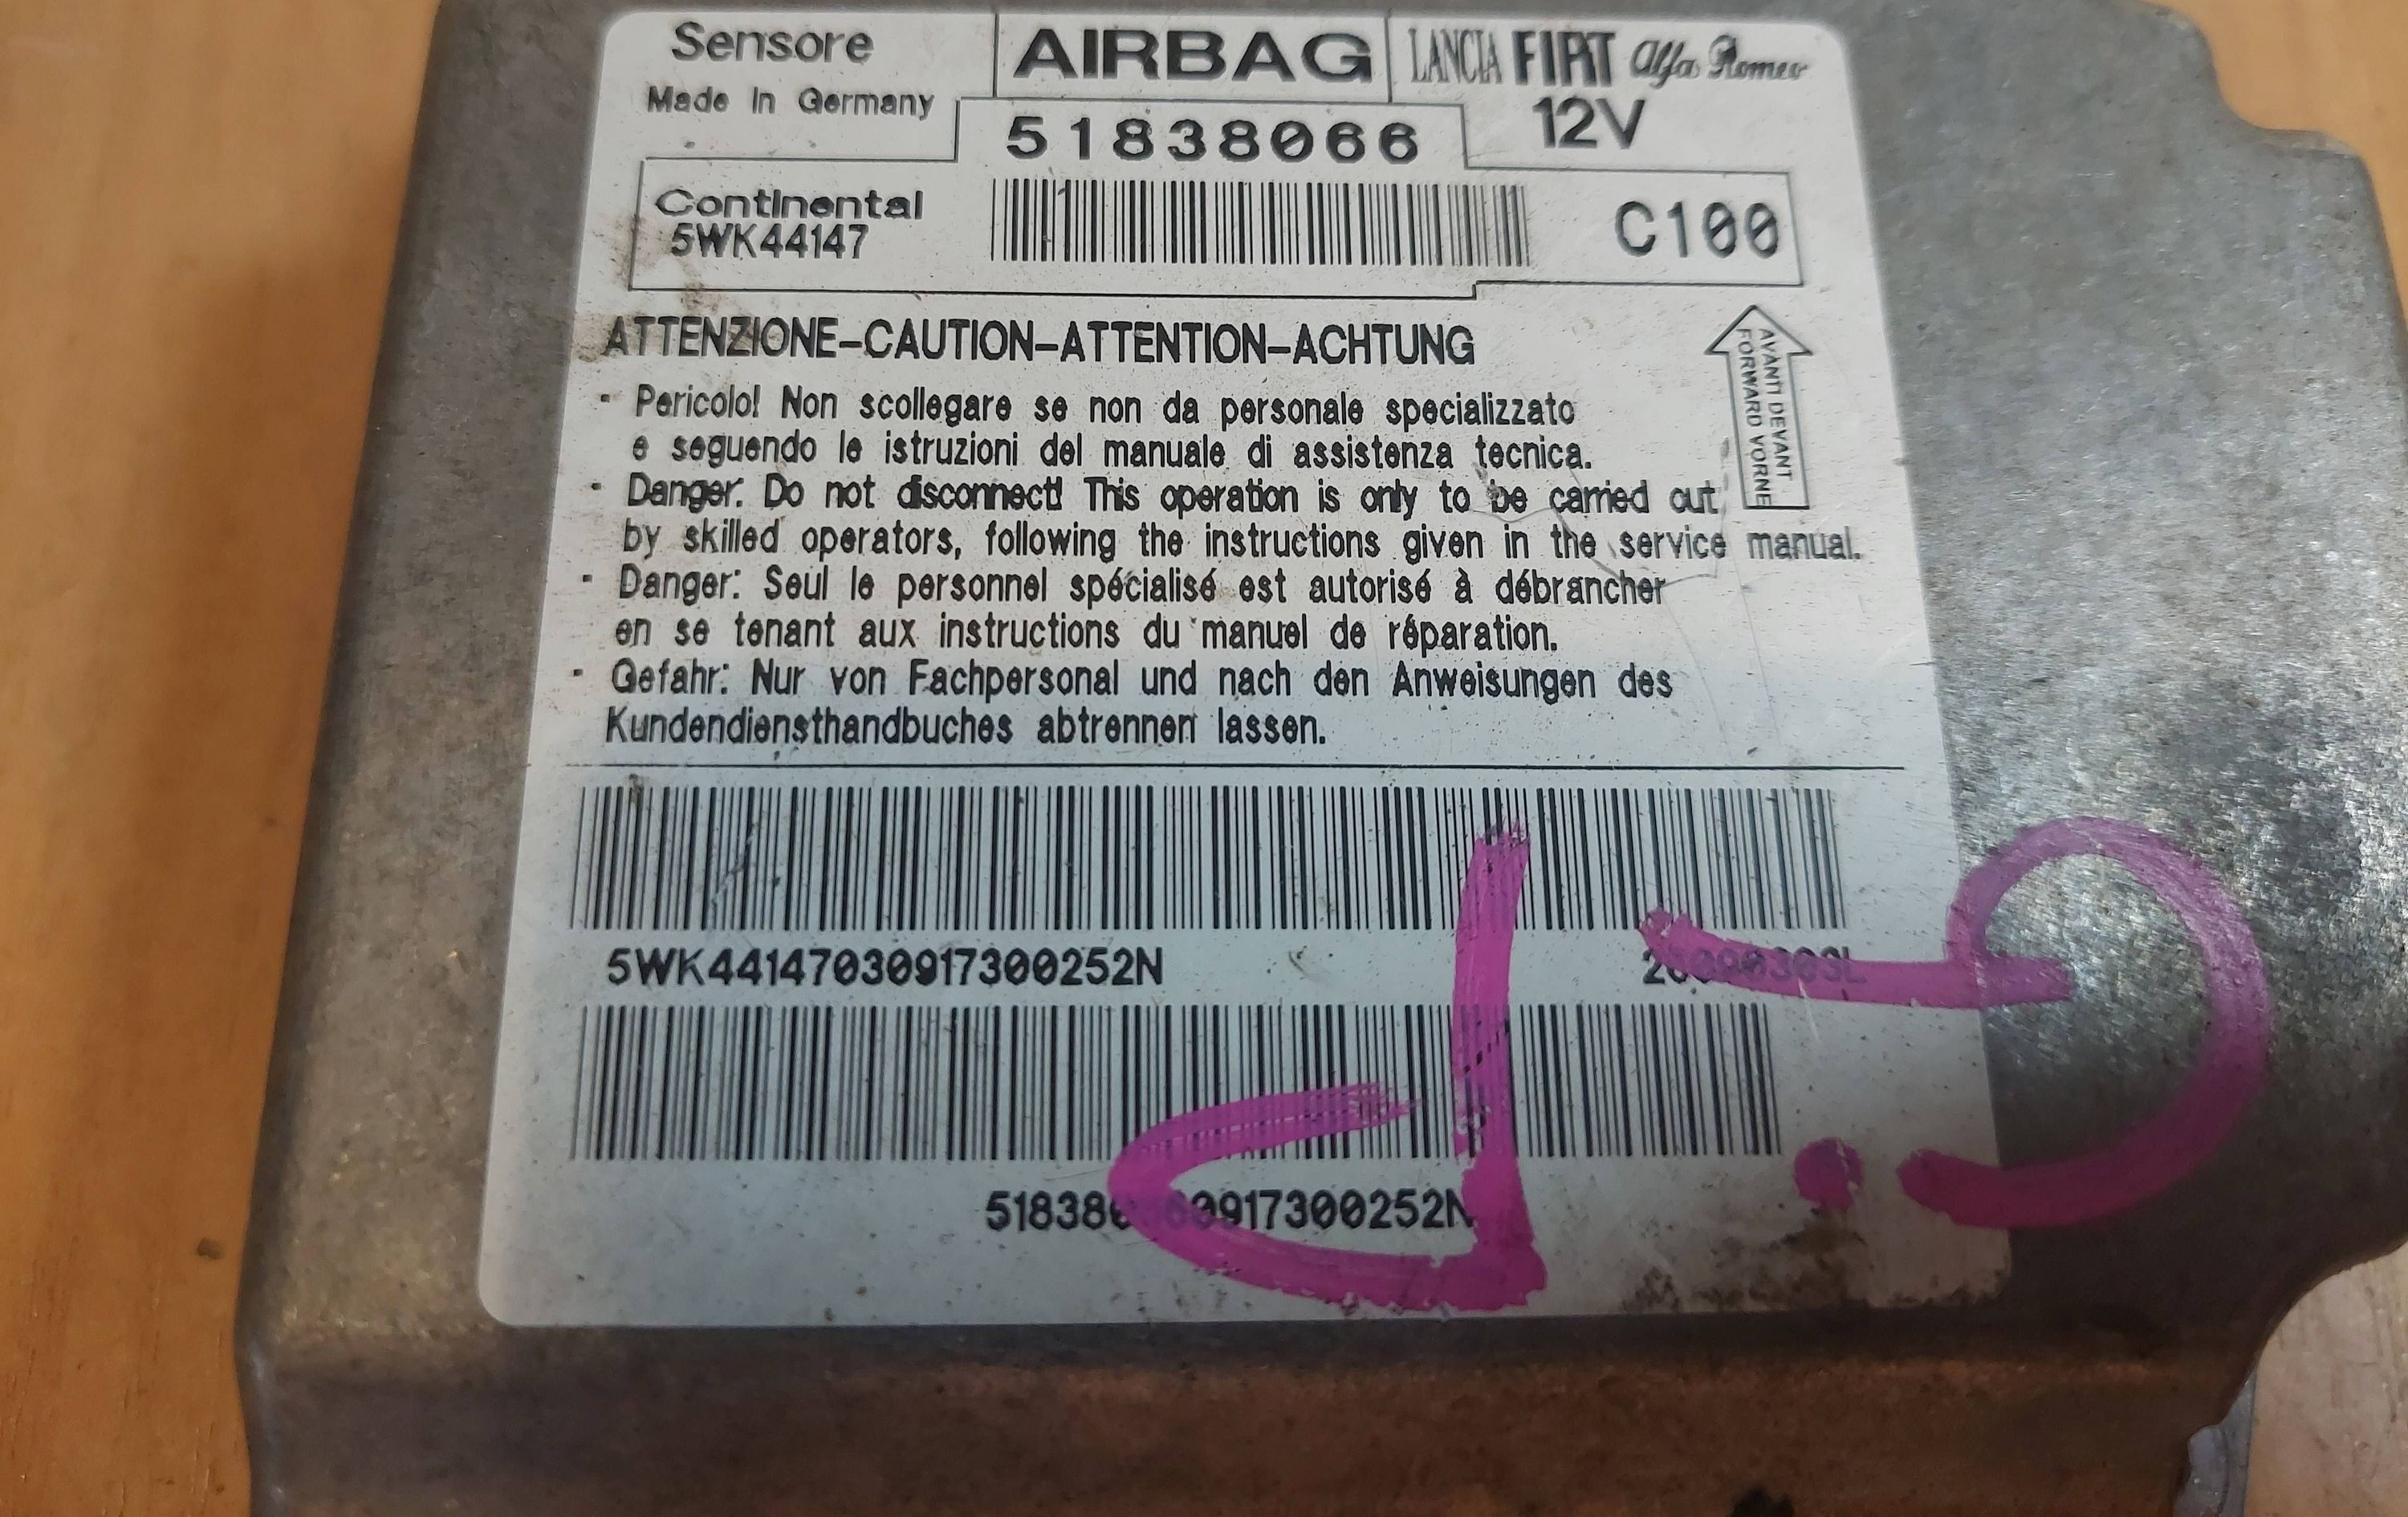 Sensore
AIRBAG
LANCIA FIAT Alfa Romeo
Made In Germany
51838066
12V
Continental
5WK44147
C100
ATTENZIONE-CAUTION-ATTENTION-ACHTUNG
AVANTI DEVANT
FORWARD VORNE
- Pericolo! Non scollegare se non da personale specializzato
e seguendo le istruzioni del manuale di assistenza tecnica.
- Danger: Do not disconnect! This operation is only to be carried out
by skilled operators, following the instructions given in the service manual.
- Danger: Seul le personnel spécialisé est autorisé à débrancher
en se tenant aux instructions du manuel de réparation.
- Gefahr: Nur von Fachpersonal und nach den Anweisungen des
Kundendiensthandbuches abtrennen lassen.
5WK44147030917300252N